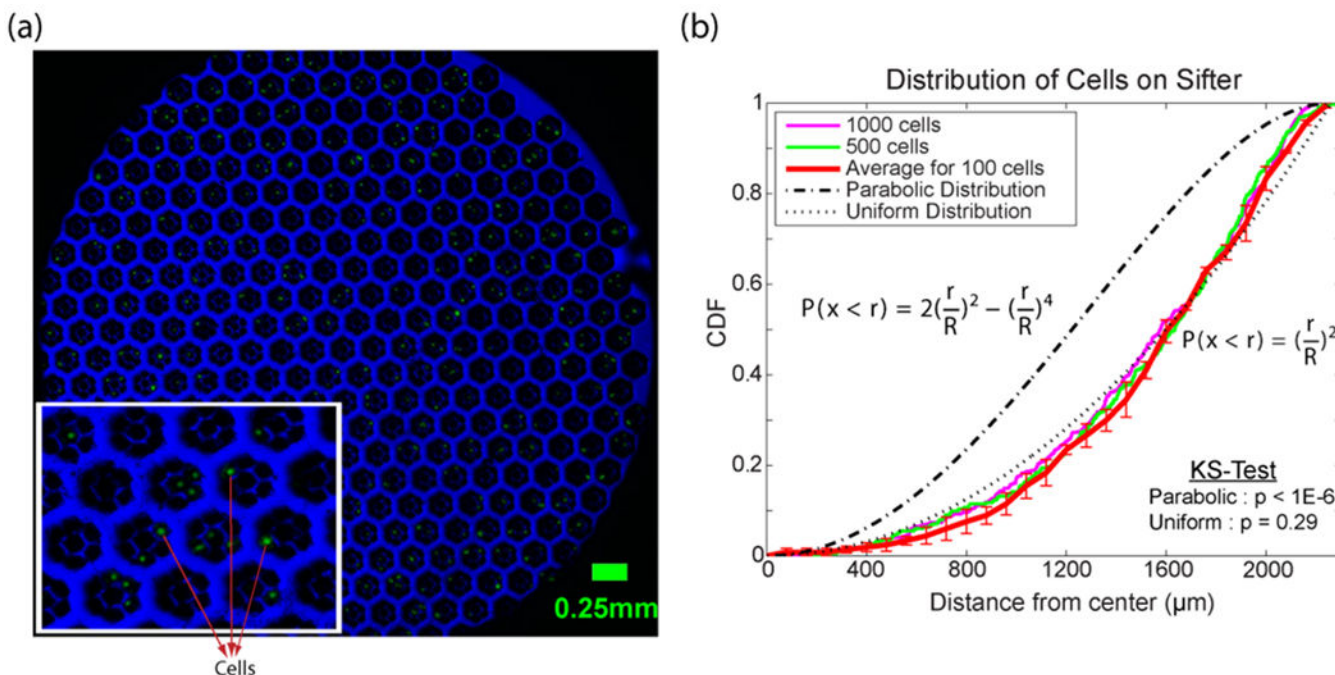 (a)
0.25mm
Cells
(b)
Distribution of Cells on Sifter
1
0.8
0.6
0.4
0.2
0
CDF
1000 cells
500 cells
Average for 100 cells
Parabolic Distribution
Uniform Distribution
P(x < r) = 2(r/R)² − (r/R)⁴
P(x < r) = (r/R)²
KS-Test
Parabolic : p < 1E-6
Uniform : p = 0.29
0 400 800 1200 1600 2000
Distance from center (μm)